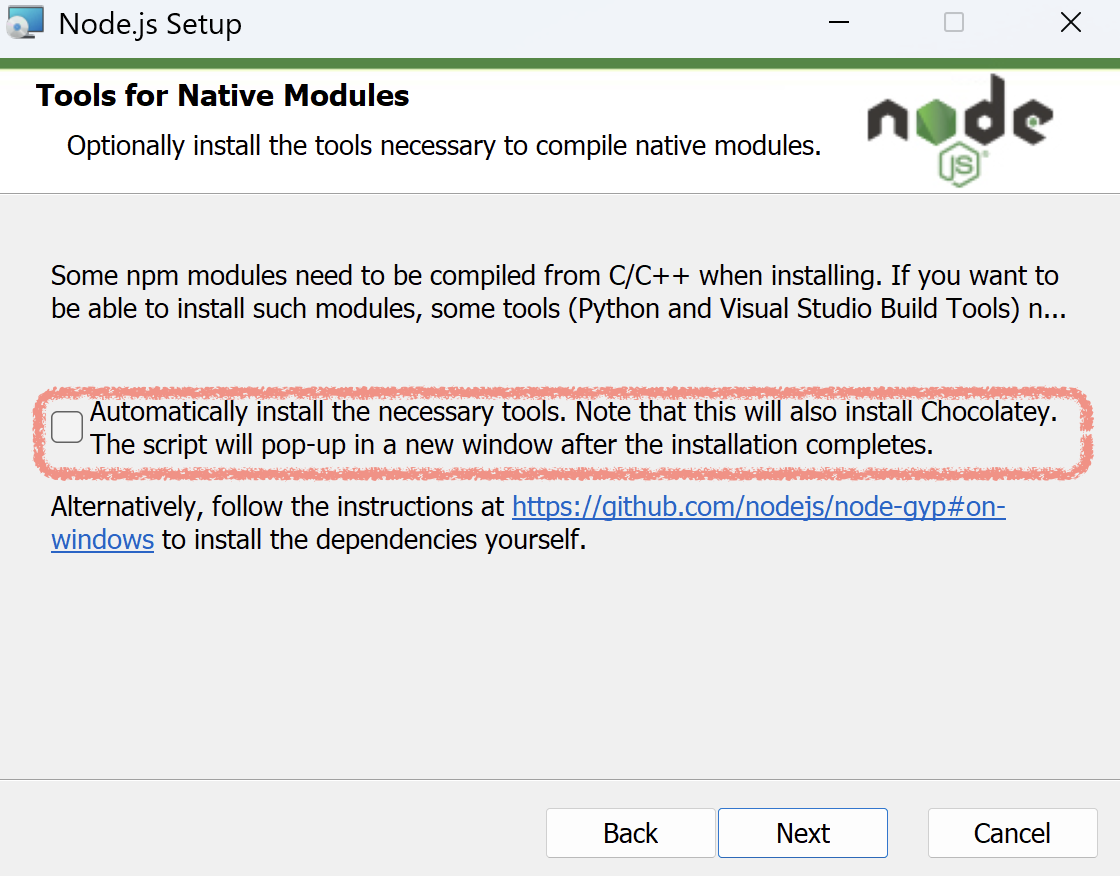 Node.js Setup
Tools for Native Modules
Optionally install the tools necessary to compile native modules.
node
JS
Some npm modules need to be compiled from C/C++ when installing. If you want to
be able to install such modules, some tools (Python and Visual Studio Build Tools) n...
Automatically install the necessary tools. Note that this will also install Chocolatey.
The script will pop-up in a new window after the installation completes.
Alternatively, follow the instructions at https://github.com/nodejs/node-gyp#on-
windows to install the dependencies yourself.
Back Next Cancel